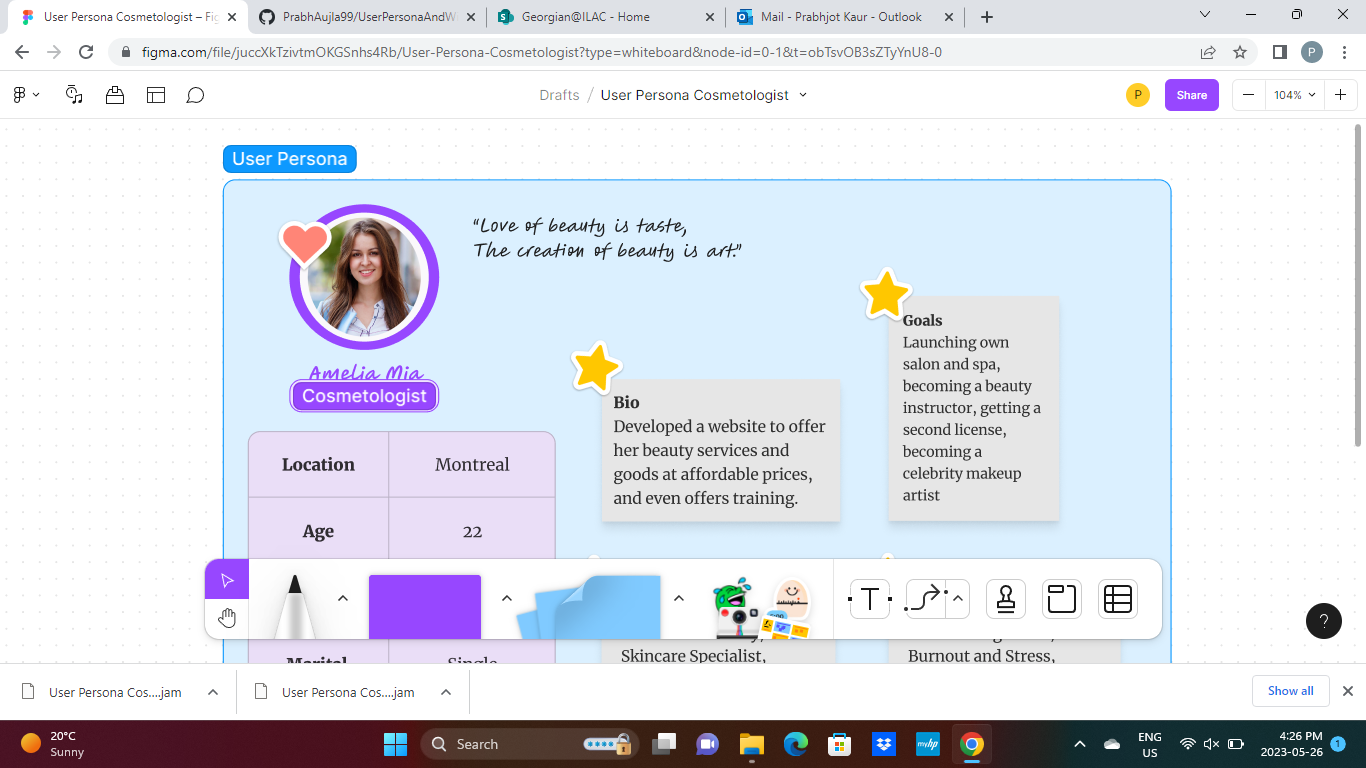 User Persona Cosmetologist – Fig
PrabhAujla99/UserPersonaAndW
Georgian@ILAC - Home
Mail - Prabhjot Kaur - Outlook
figma.com/file/juccXkTzivtmOKGSnhs4Rb/User-Persona-Cosmetologist?type=whiteboard&node-id=0-1&t=obTsvOB3sZTyYnU8-0
P
Drafts / User Persona Cosmetologist
P
Share
104%
User Persona
“Love of beauty is taste,
The creation of beauty is art.”
Amelia Mia
Cosmetologist
Location
Montreal
Age
22
Marital
Single
Bio
Developed a website to offer
her beauty services and
goods at affordable prices,
and even offers training.
Goals
Launching own
salon and spa,
becoming a beauty
instructor, getting a
second license,
becoming a
celebrity makeup
artist
Skincare Specialist,
Burnout and Stress,
T
?
User Persona Cos....jam
User Persona Cos....jam
Show all
20°C
Sunny
Search
myhp
ENG
US
4:26 PM
2023-05-26
1